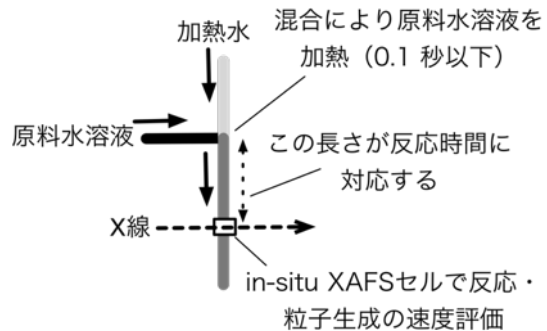 加熱水
混合により原料水溶液を
加熱（0.1 秒以下）
原料水溶液
この長さが反応時間に
対応する
X線
in-situ XAFSセルで反応・
粒子生成の速度評価